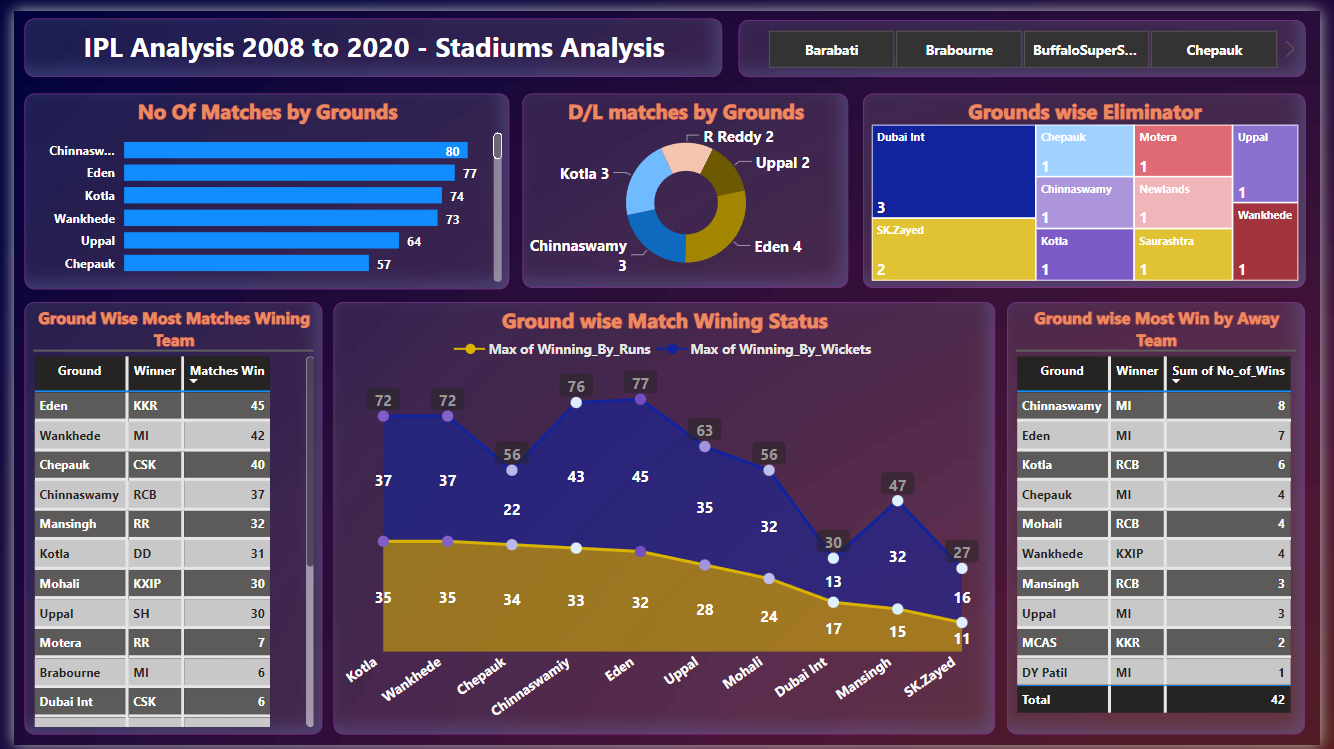 IPL Analysis 2008 to 2020 - Stadiums Analysis
Barabati
Brabourne
BuffaloSuperS...
Chepauk
No Of Matches by Grounds
Chinnasw... 80
Eden 77
Kotla 74
Wankhede 73
Uppal 64
Chepauk 57
D/L matches by Grounds
R Reddy 2
Uppal 2
Kotla 3
Chinnaswamy
3
Eden 4
Grounds wise Eliminator
Dubai Int
3
SK.Zayed
2
Chepauk
1
Chinnaswamy
1
Kotla
1
Motera
1
Newlands
1
Saurashtra
1
Uppal
1
Wankhede
1
Ground Wise Most Matches Wining
Team
Ground Winner Matches Win
Eden KKR 45
Wankhede MI 42
Chepauk CSK 40
Chinnaswamy RCB 37
Mansingh RR 32
Kotla DD 31
Mohali KXIP 30
Uppal SH 30
Motera RR 7
Brabourne MI 6
Dubai Int CSK 6
Ground wise Match Wining Status
Max of Winning_By_Runs Max of Winning_By_Wickets
72 72 56 76 77 63 56 30 47 27
37 37 22 43 45 35 32 13 32 16
35 35 34 33 32 28 24 17 15 11
Kotla Wankhede Chepauk Chinnaswamiy Eden Uppal Mohali Dubai Int Mansingh SK.Zayed
Ground wise Most Win by Away
Team
Ground Winner Sum of No_of_Wins
Chinnaswamy MI 8
Eden MI 7
Kotla RCB 6
Chepauk MI 4
Mohali RCB 4
Wankhede KXIP 4
Mansingh RCB 3
Uppal MI 3
MCAS KKR 2
DY Patil MI 1
Total 42